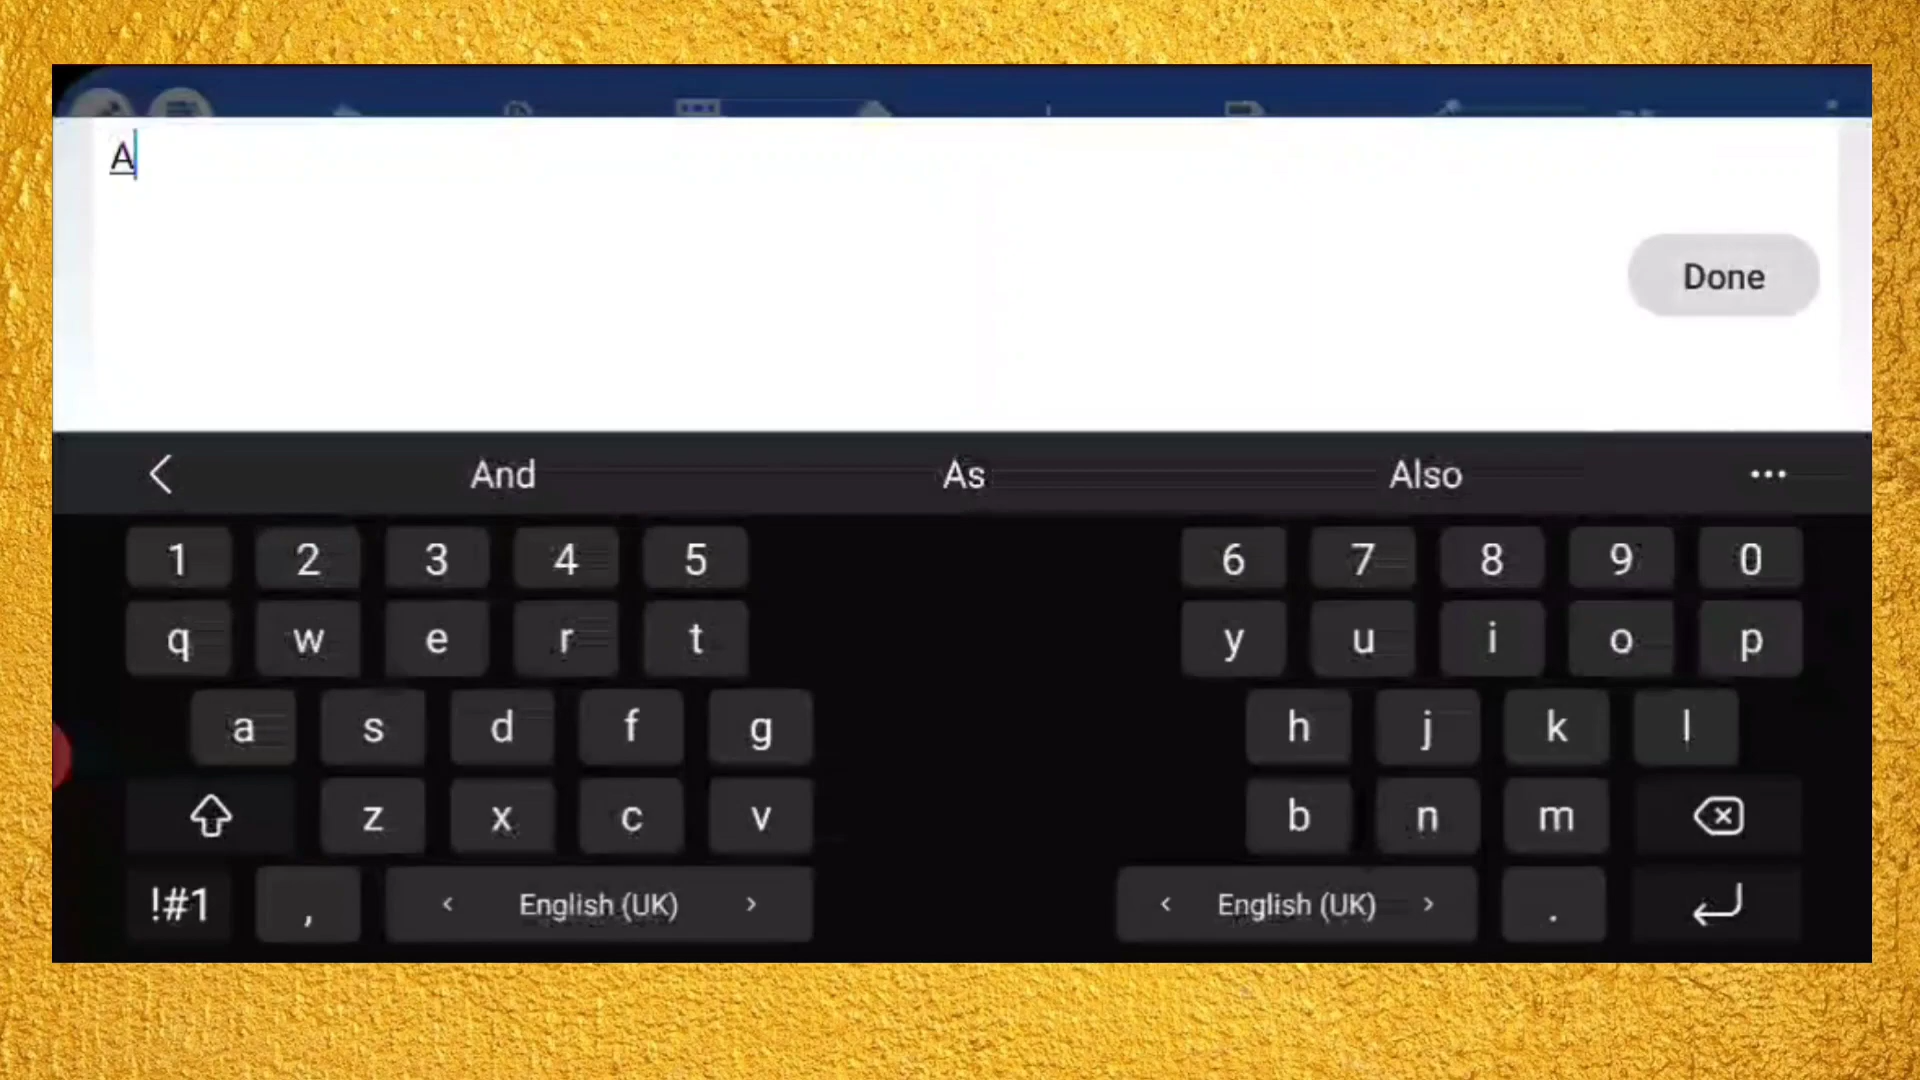 A
Done
And As Also ...
1 2 3 4 5 6 7 8 9 0
q w e r t y u i o p
a s d f g h j k l
z x c v b n m
!#1 , < English (UK) > < English (UK) > .